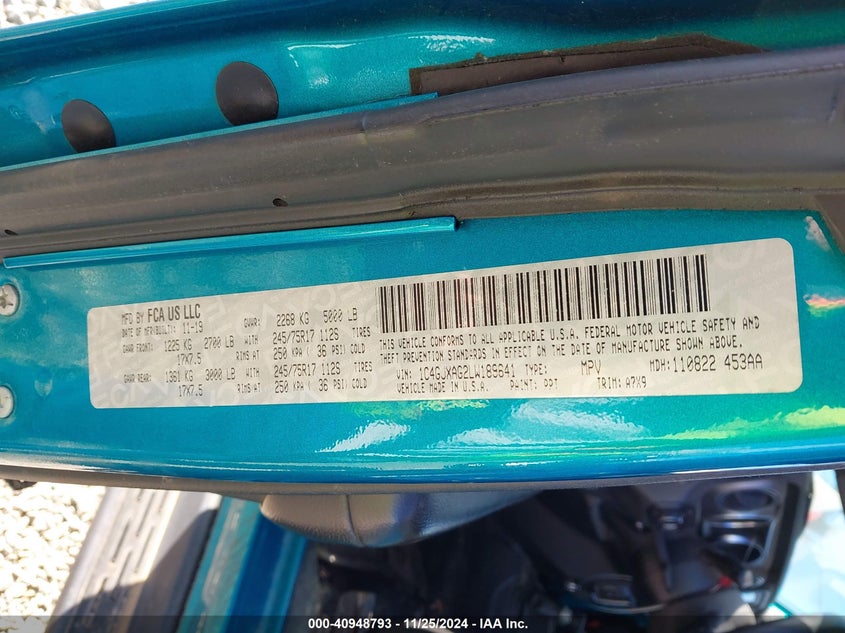 MFD BY FCA US LLC
DATE OF MFR(BUILT): 11-19 GVWR: 2268 KG 5000 LB
GAWR FRONT: 1225 KG 2700 LB 245/75R17 112S TIRES
17X7.5 RIMS AT 250 KPA ( 36 PSI) COLD
GAWR REAR: 1361 KG 3000 LB 245/75R17 112S TIRES
17X7.5 RIMS AT 250 KPA ( 36 PSI) COLD
THIS VEHICLE CONFORMS TO ALL APPLICABLE U.S.A. FEDERAL MOTOR VEHICLE SAFETY AND
THEFT PREVENTION STANDARDS IN EFFECT ON THE DATE OF MANUFACTURE SHOWN ABOVE.
VIN: 1C4GJXAG2LW189641 TYPE: MPV MDH: 110822 453AA
MADE IN U.S.A. PAINT: PPT TRIM: A7X9
000-40948793 - 11/25/2024 - IAA Inc.